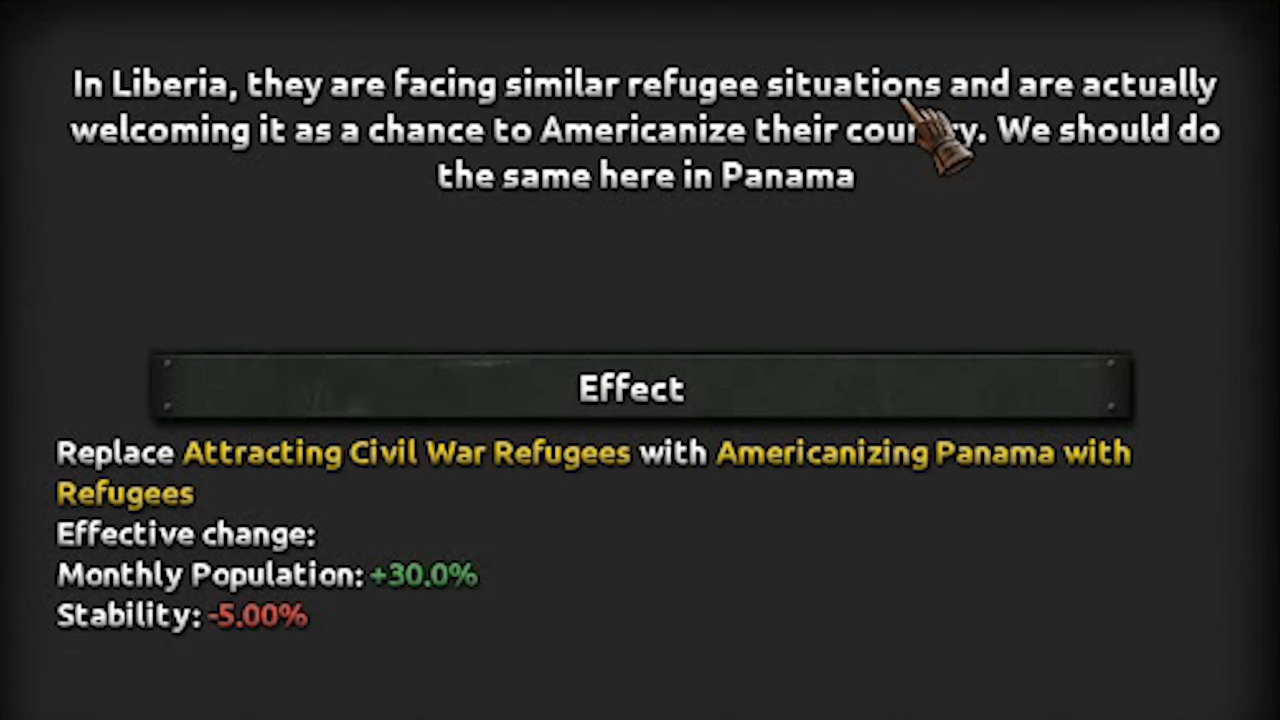 In Liberia, they are facing similar refugee situations and are actually
welcoming it as a chance to Americanize their country. We should do
the same here in Panama
Effect
Replace Attracting Civil War Refugees with Americanizing Panama with
Refugees
Effective change:
Monthly Population: +30.0%
Stability: -5.00%